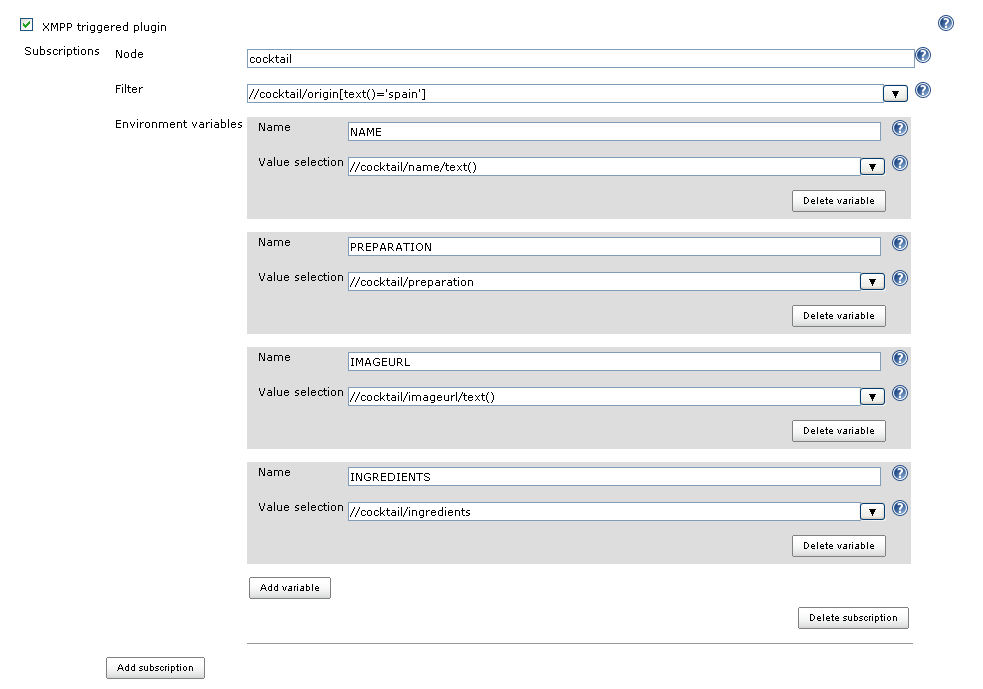 XMPP triggered plugin
Subscriptions
Node
cocktail
Filter
//cocktail/origin[text()='spain']
Environment variables
Name
NAME
Value selection
//cocktail/name/text()
Delete variable
Name
PREPARATION
Value selection
//cocktail/preparation
Delete variable
Name
IMAGEURL
Value selection
//cocktail/imageurl/text()
Delete variable
Name
INGREDIENTS
Value selection
//cocktail/ingredients
Delete variable
Add variable
Delete subscription
Add subscription